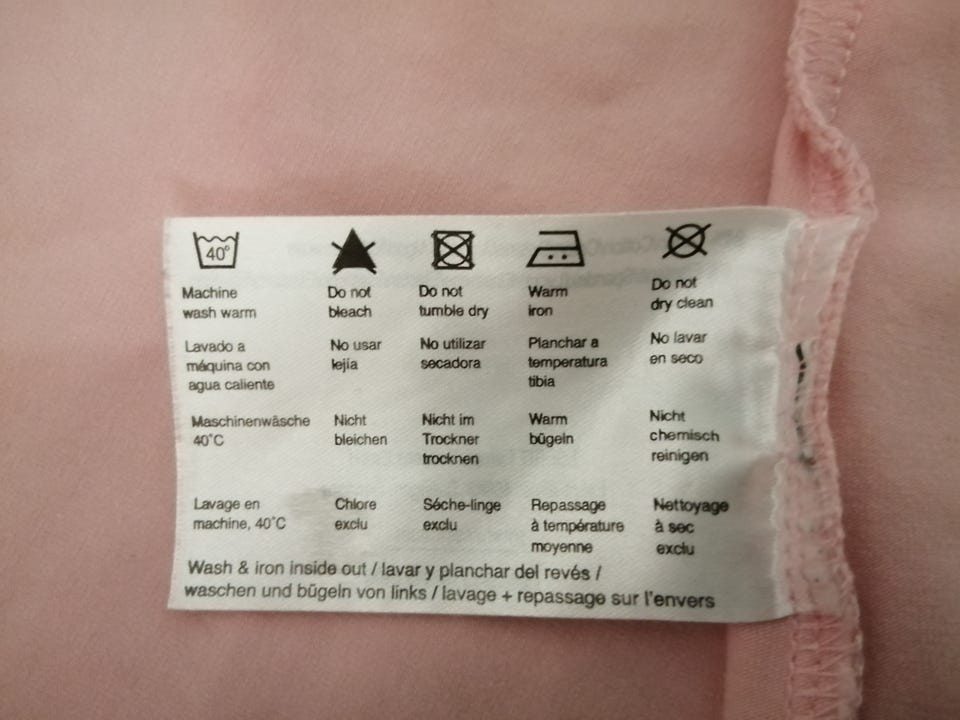 40°
Machine
wash warm
Do not
bleach
Do not
tumble dry
Warm
iron
Do not
dry clean
Lavado a
máquina con
agua caliente
No usar
lejía
No utilizar
secadora
Planchar a
temperatura
tibia
No lavar
en seco
Maschinenwäsche
40°C
Nicht
bleichen
Nicht im
Trockner
trocknen
Warm
bügeln
Nicht
chemisch
reinigen
Lavage en
machine, 40°C
Chlore
exclu
Séche-linge
exclu
Repassage
à température
moyenne
Nettoyage
à sec
exclu
Wash & iron inside out / lavar y planchar del revés /
waschen und bügeln von links / lavage + repassage sur l'envers